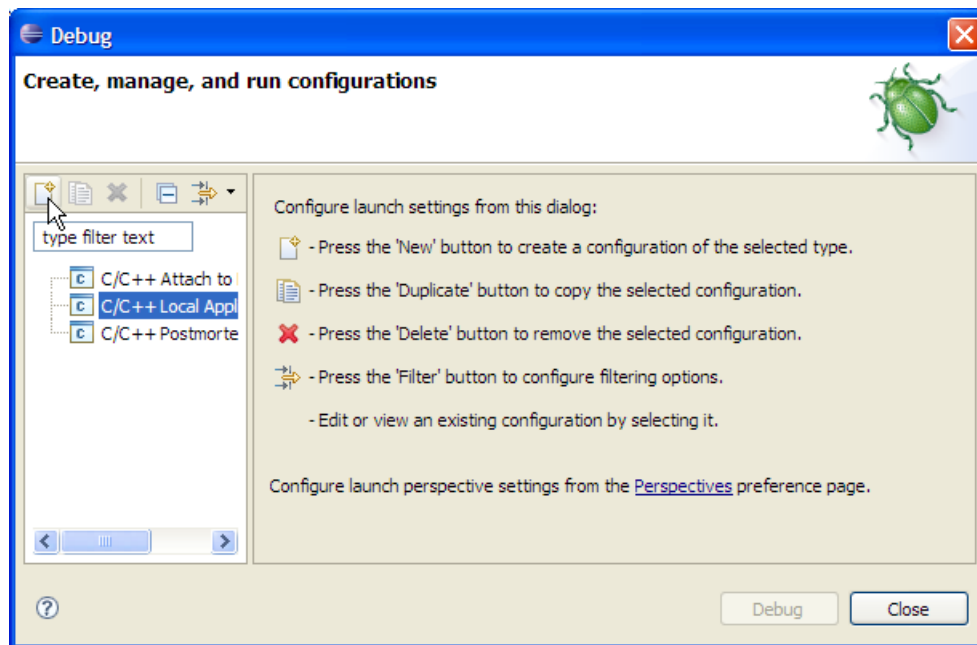 Debug
Create, manage, and run configurations
type filter text
C/C++ Attach to
C/C++ Local Appl
C/C++ Postmorte
Configure launch settings from this dialog:
- Press the 'New' button to create a configuration of the selected type.
- Press the 'Duplicate' button to copy the selected configuration.
- Press the 'Delete' button to remove the selected configuration.
- Press the 'Filter' button to configure filtering options.
- Edit or view an existing configuration by selecting it.
Configure launch perspective settings from the Perspectives preference page.
Debug
Close